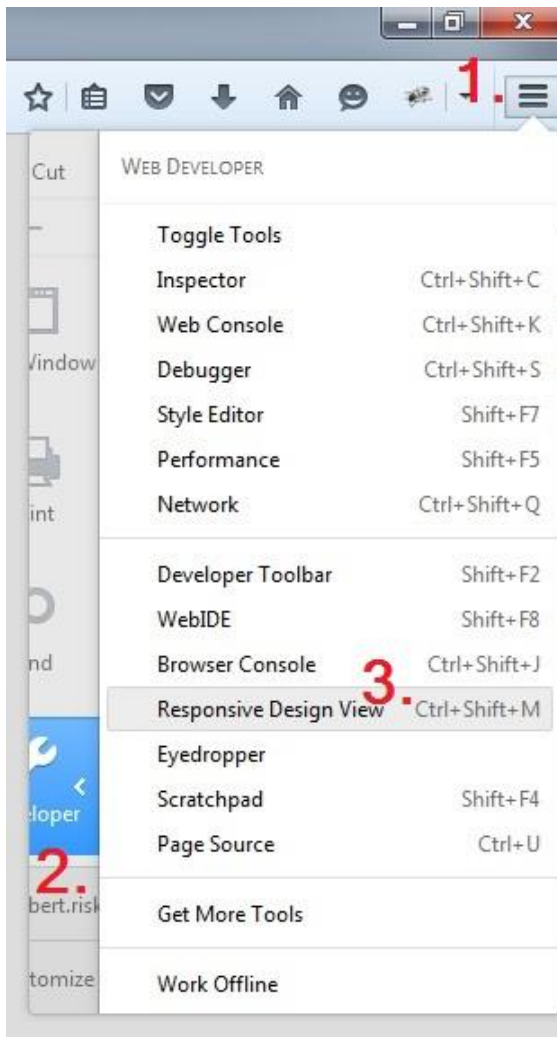 1.
Cut
WEB DEVELOPER
Toggle Tools
Inspector Ctrl+Shift+C
Web Console Ctrl+Shift+K
Window
Debugger Ctrl+Shift+S
Style Editor Shift+F7
Performance Shift+F5
Network Ctrl+Shift+Q
int
Developer Toolbar Shift+F2
WebIDE Shift+F8
nd
Browser Console Ctrl+Shift+J
3.
Responsive Design View Ctrl+Shift+M
Eyedropper
Scratchpad Shift+F4
loper
Page Source Ctrl+U
2.
bert.risk
Get More Tools
tomize
Work Offline